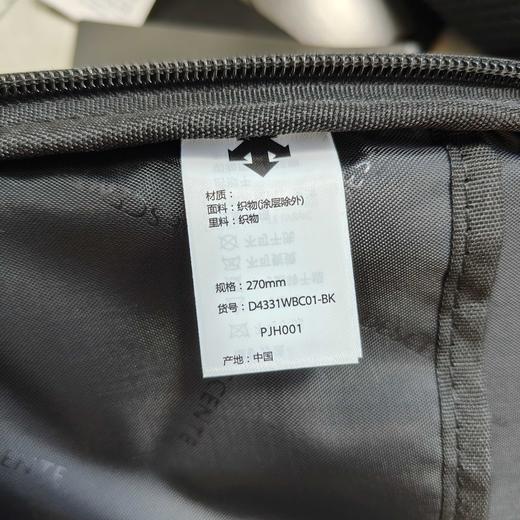 材质：
面料：织物(涂层除外)
里料：织物
规格：270mm
货号：D4331WBC01-BK
PJH001
产地：中国